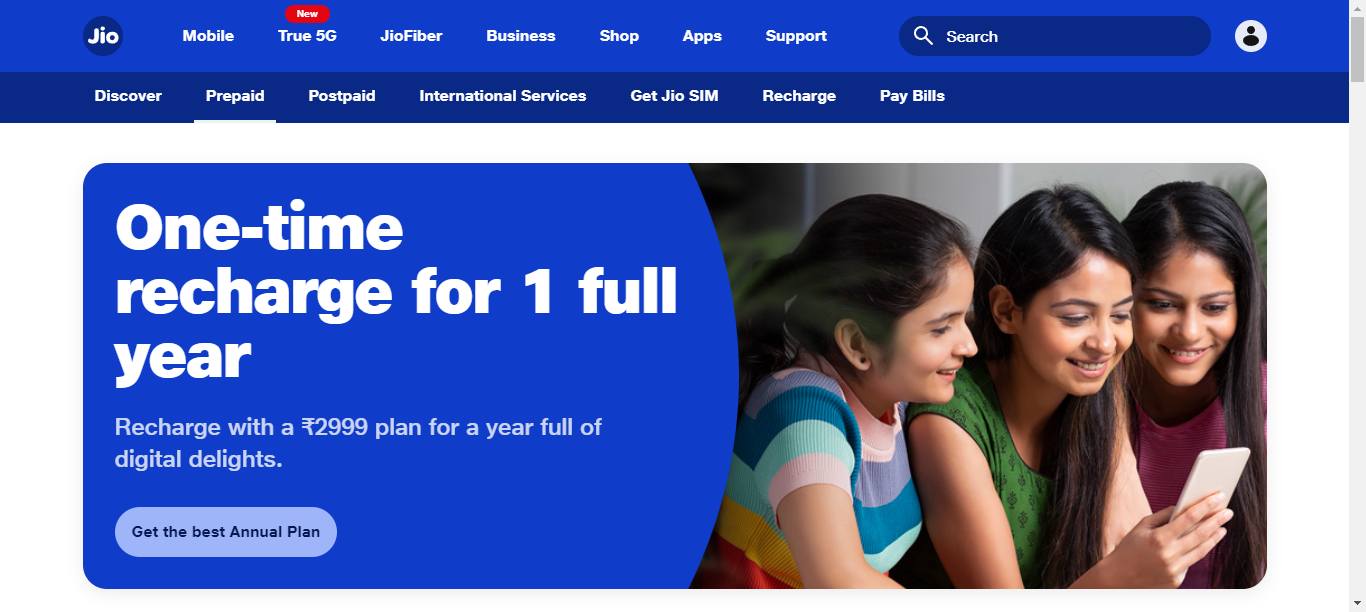 New
Jio
Mobile
True 5G
JioFiber
Business
Shop
Apps
Support
Search
Discover
Prepaid
Postpaid
International Services
Get Jio SIM
Recharge
Pay Bills
One-time
recharge for 1 full
year
Recharge with a ₹2999 plan for a year full of
digital delights.
Get the best Annual Plan